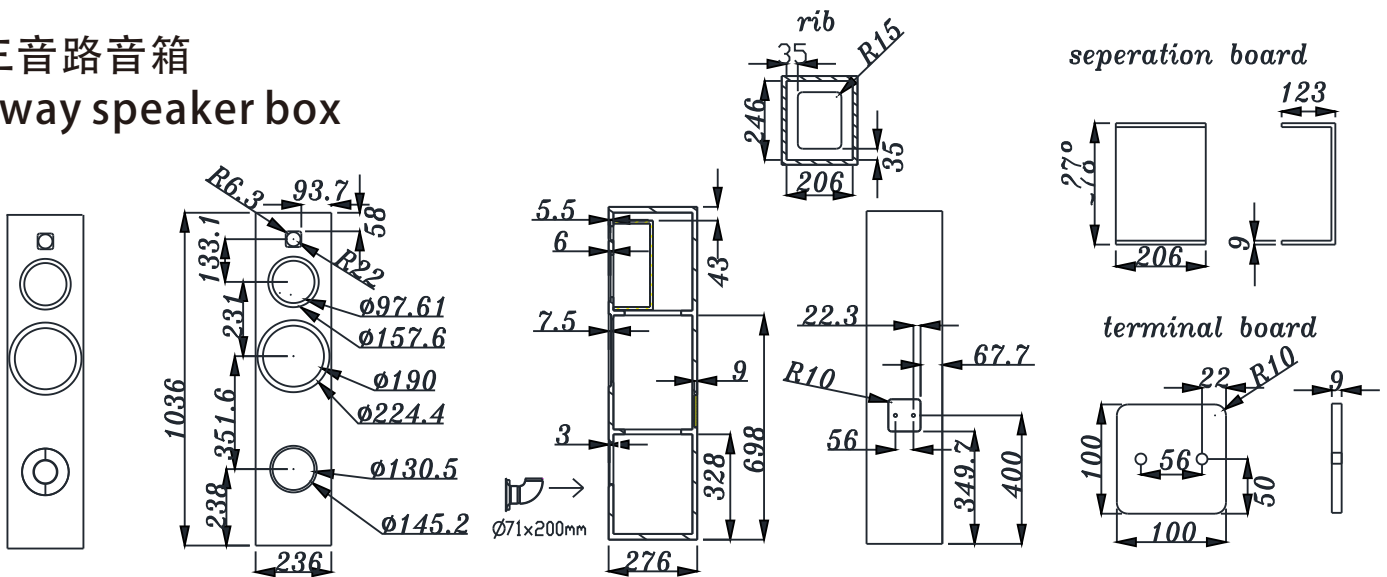 三音路音箱
way speaker box
R6.3
93.7
58
133.1
R22
231
ø97.61
ø157.6
ø190
ø224.4
1036
351.6
238
ø130.5
ø145.2
236
5.5
6
43
7.5
9
3
328
698
Ø71x200mm
276
rib
35
R15
246
35
206
22.3
67.7
R10
56
349.7
400
seperation board
123
206
9
terminal board
22
R10
9
100
56
50
100